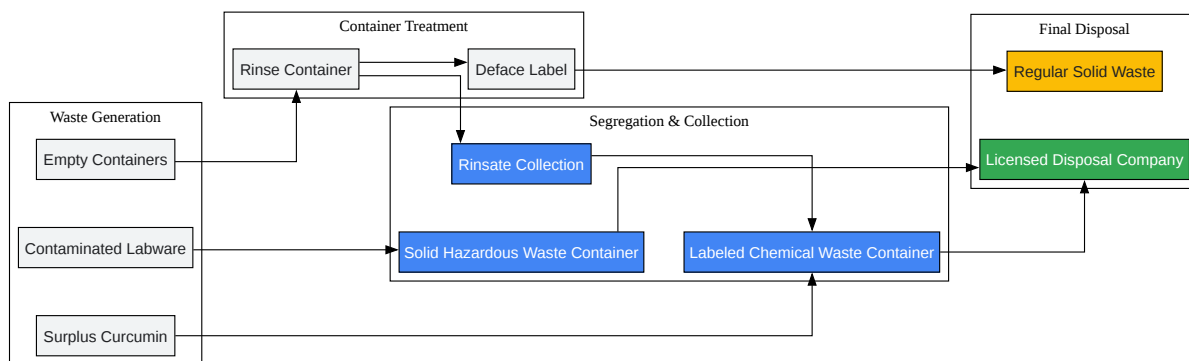 Container Treatment
Rinse Container
Deface Label
Final Disposal
Regular Solid Waste
Licensed Disposal Company
Waste Generation
Empty Containers
Contaminated Labware
Surplus Curcumin
Segregation & Collection
Rinsate Collection
Solid Hazardous Waste Container
Labeled Chemical Waste Container